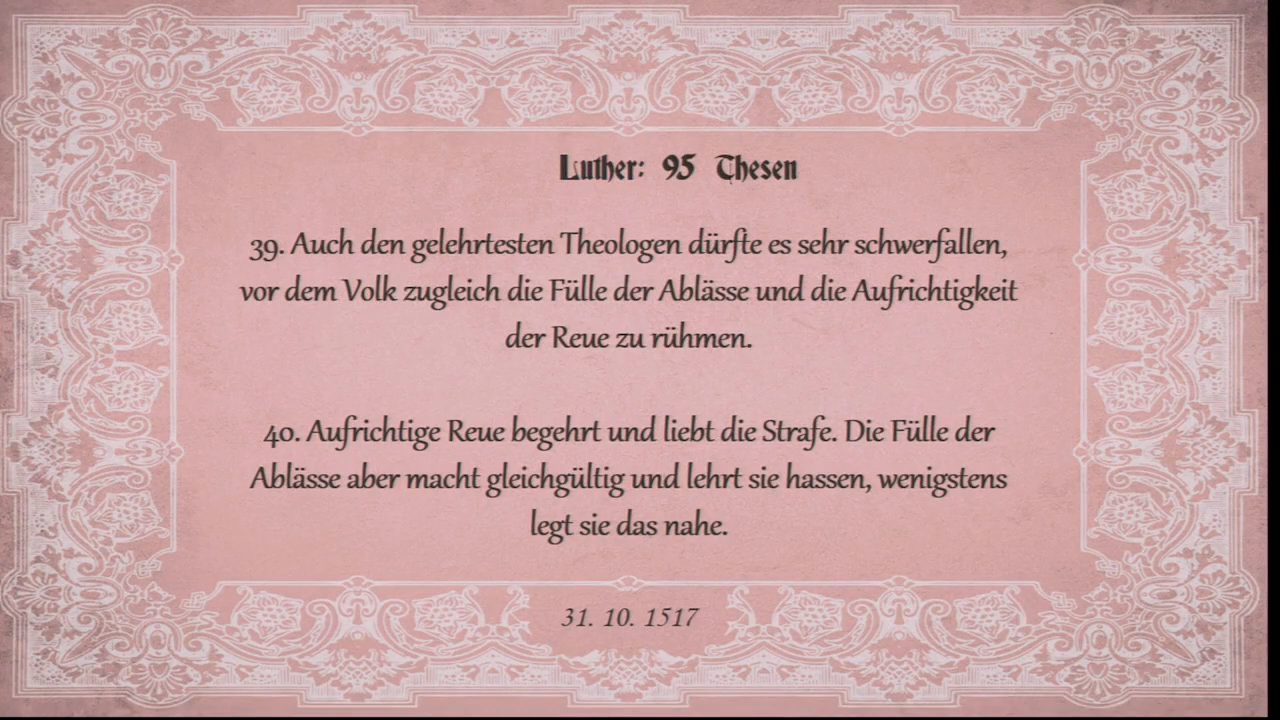 Luther: 95 Thesen
39. Auch den gelehrtesten Theologen dürfte es sehr schwerfallen,
vor dem Volk zugleich die Fülle der Ablässe und die Aufrichtigkeit
der Reue zu rühmen.
40. Aufrichtige Reue begehrt und liebt die Strafe. Die Fülle der
Ablässe aber macht gleichgültig und lehrt sie hassen, wenigstens
legt sie das nahe.
31. 10. 1517